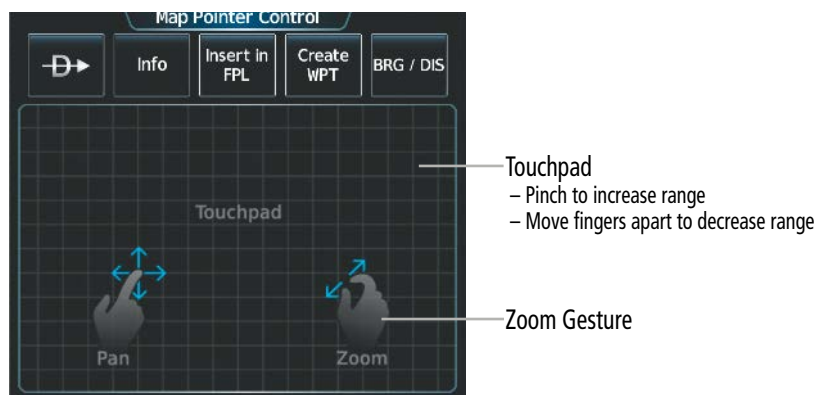 Map Pointer Control
D
Info
Insert in
FPL
Create
WPT
BRG / DIS
Touchpad
– Pinch to increase range
– Move fingers apart to decrease range
Touchpad
Zoom Gesture
Pan
Zoom